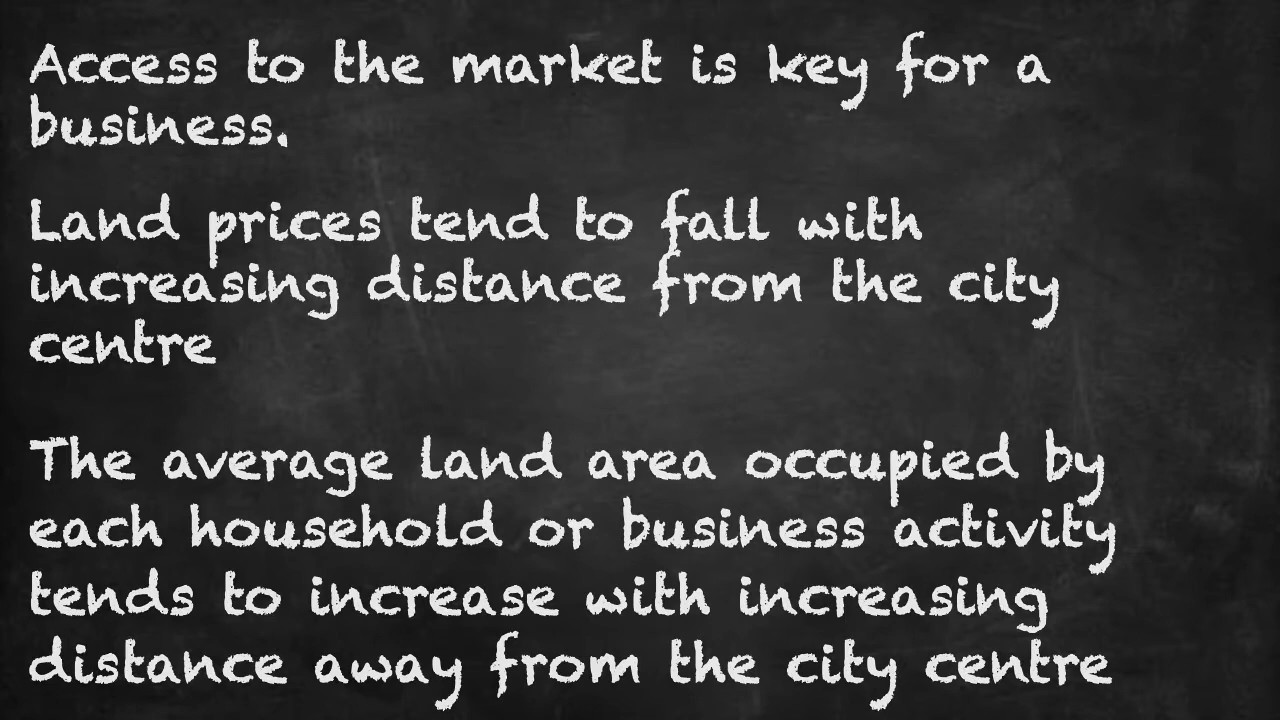 Access to the market is key for a
business.
Land prices tend to fall with
increasing distance from the city
centre
The average land area occupied by
each household or business activity
tends to increase with increasing
distance away from the city centre